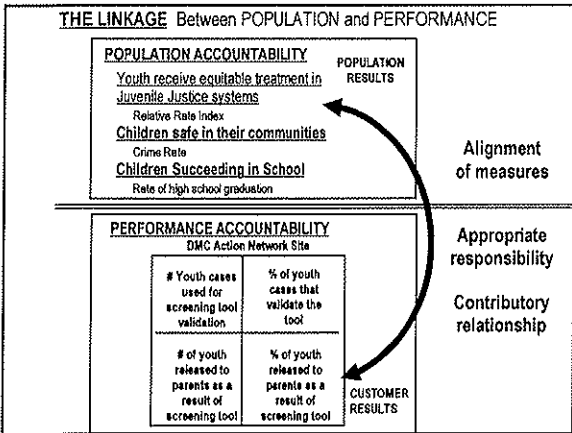 THE LINKAGE Between POPULATION and PERFORMANCE
POPULATION ACCOUNTABILITY
POPULATION
RESULTS
Youth receive equitable treatment in
Juvenile Justice systems
Relative Rate Index
Children safe in their communities
Crime Rate
Children Succeeding in School
Rate of high school graduation
Alignment
of measures
PERFORMANCE ACCOUNTABILITY
DMC Action Network Site
# Youth cases
used for
screening tool
validation
% of youth
cases that
validate the
tool
# of youth
released to
parents as a
result of
screening tool
% of youth
released to
parents as a
result of
screening tool
CUSTOMER
RESULTS
Appropriate
responsibility
Contributory
relationship